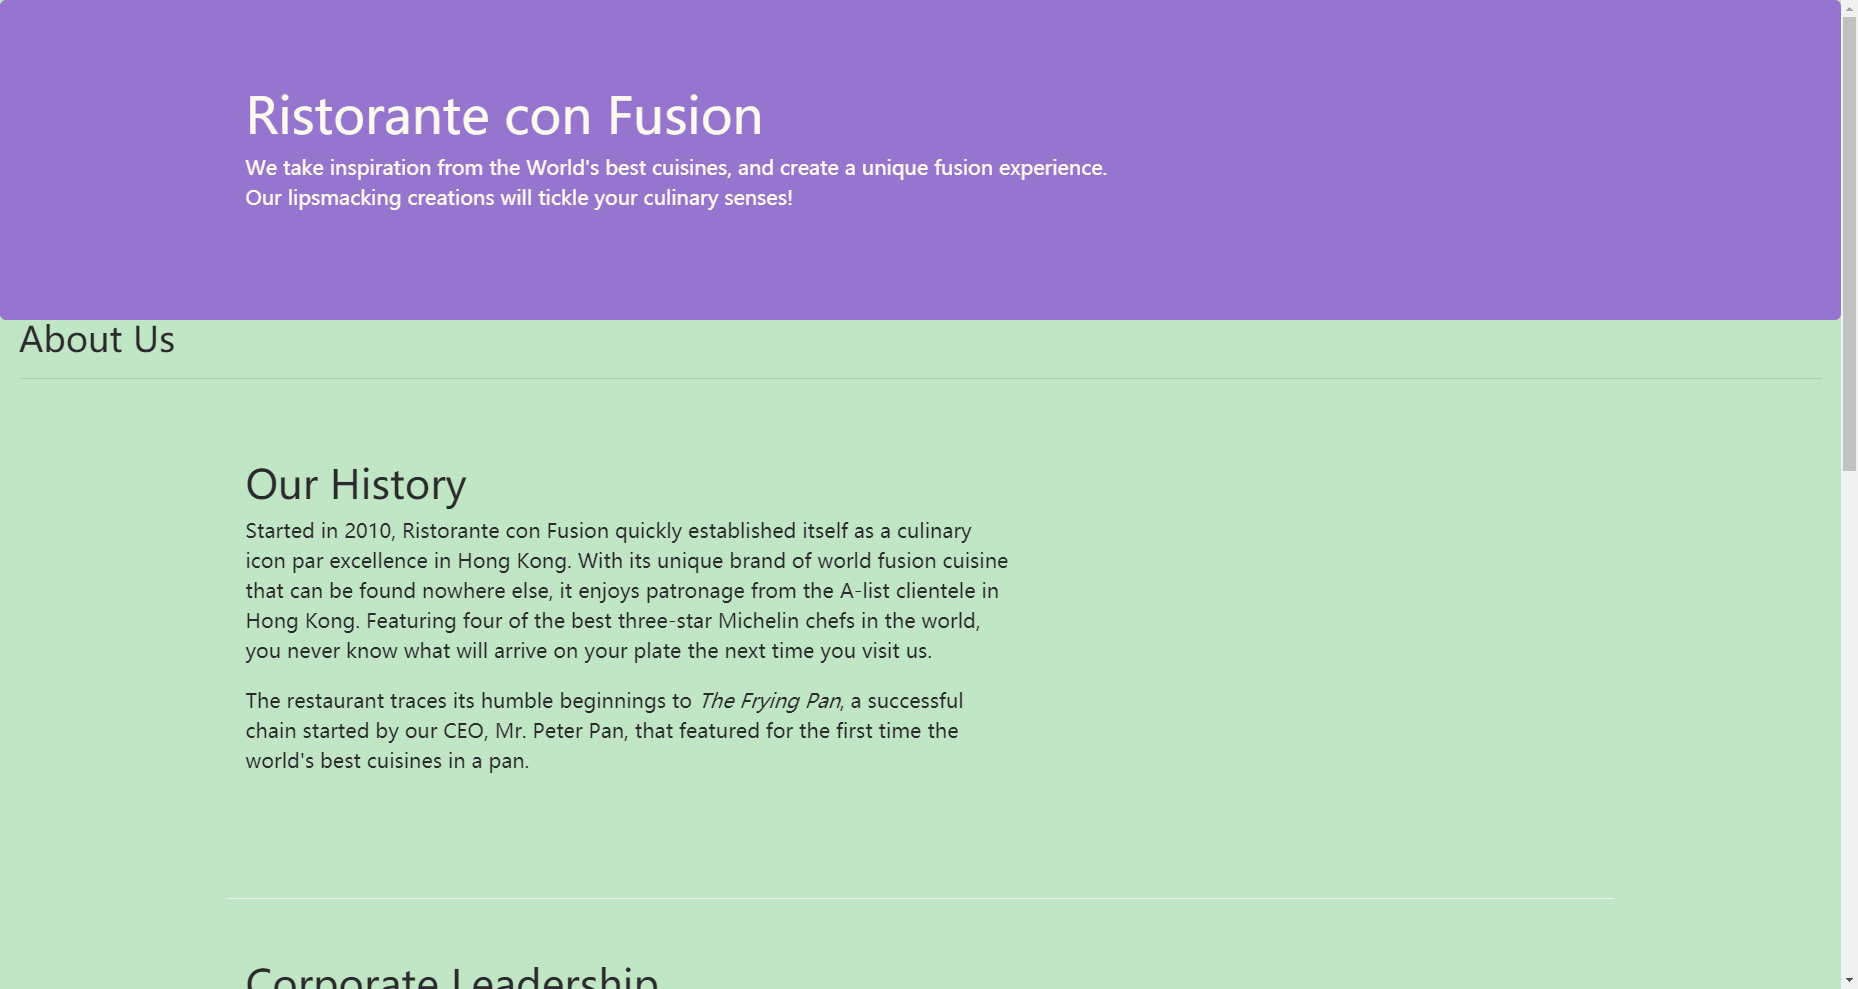 Ristorante con Fusion
We take inspiration from the World's best cuisines, and create a unique fusion experience.
Our lipsmacking creations will tickle your culinary senses!
About Us
Our History
Started in 2010, Ristorante con Fusion quickly established itself as a culinary
icon par excellence in Hong Kong. With its unique brand of world fusion cuisine
that can be found nowhere else, it enjoys patronage from the A-list clientele in
Hong Kong. Featuring four of the best three-star Michelin chefs in the world,
you never know what will arrive on your plate the next time you visit us.
The restaurant traces its humble beginnings to The Frying Pan, a successful
chain started by our CEO, Mr. Peter Pan, that featured for the first time the
world's best cuisines in a pan.
Corporate Leadership